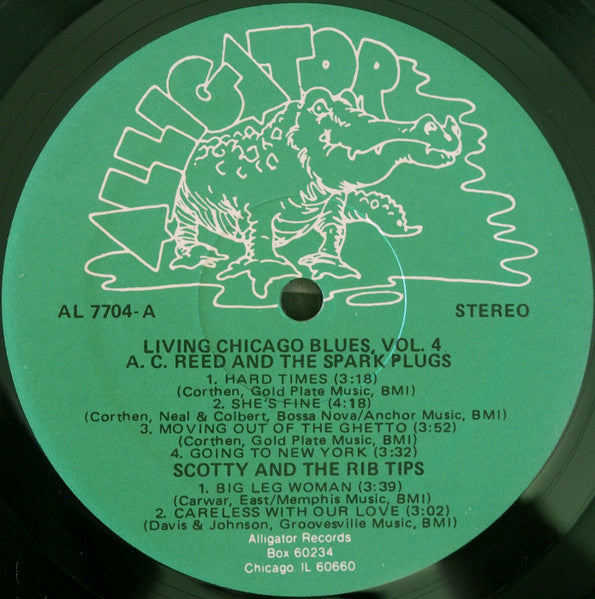 ALLIGATOR
AL 7704-A
STEREO
LIVING CHICAGO BLUES, VOL. 4
A. C. REED AND THE SPARK PLUGS
1. HARD TIMES (3:18)
(Corthen, Gold Plate Music, BMI)
2. SHE'S FINE (4:18)
(Corthen, Neal & Colbert, Bossa Nova/Anchor Music, BMI)
3. MOVING OUT OF THE GHETTO (3:52)
(Corthen, Gold Plate Music, BMI)
4. GOING TO NEW YORK (3:32)
SCOTTY AND THE RIB TIPS
1. BIG LEG WOMAN (3:39)
(Carwar, East/Memphis Music, BMI)
2. CARELESS WITH OUR LOVE (3:02)
(Davis & Johnson, Groovesville Music, BMI)
Alligator Records
Box 60234
Chicago, IL 60660